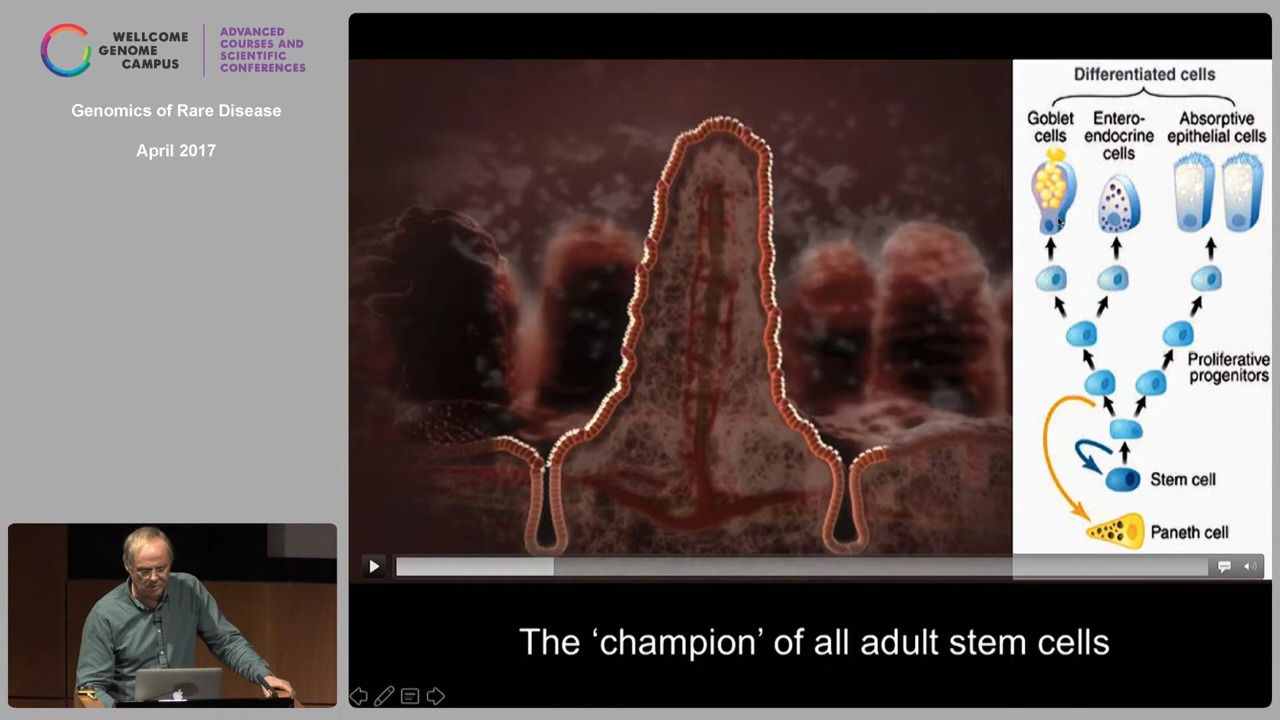 WELLCOME
GENOME
CAMPUS
ADVANCED
COURSES AND
SCIENTIFIC
CONFERENCES
Genomics of Rare Disease
April 2017
Differentiated cells
Goblet
cells
Entero-
endocrine
cells
Absorptive
epithelial cells
Proliferative
progenitors
Stem cell
Paneth cell
The ‘champion’ of all adult stem cells